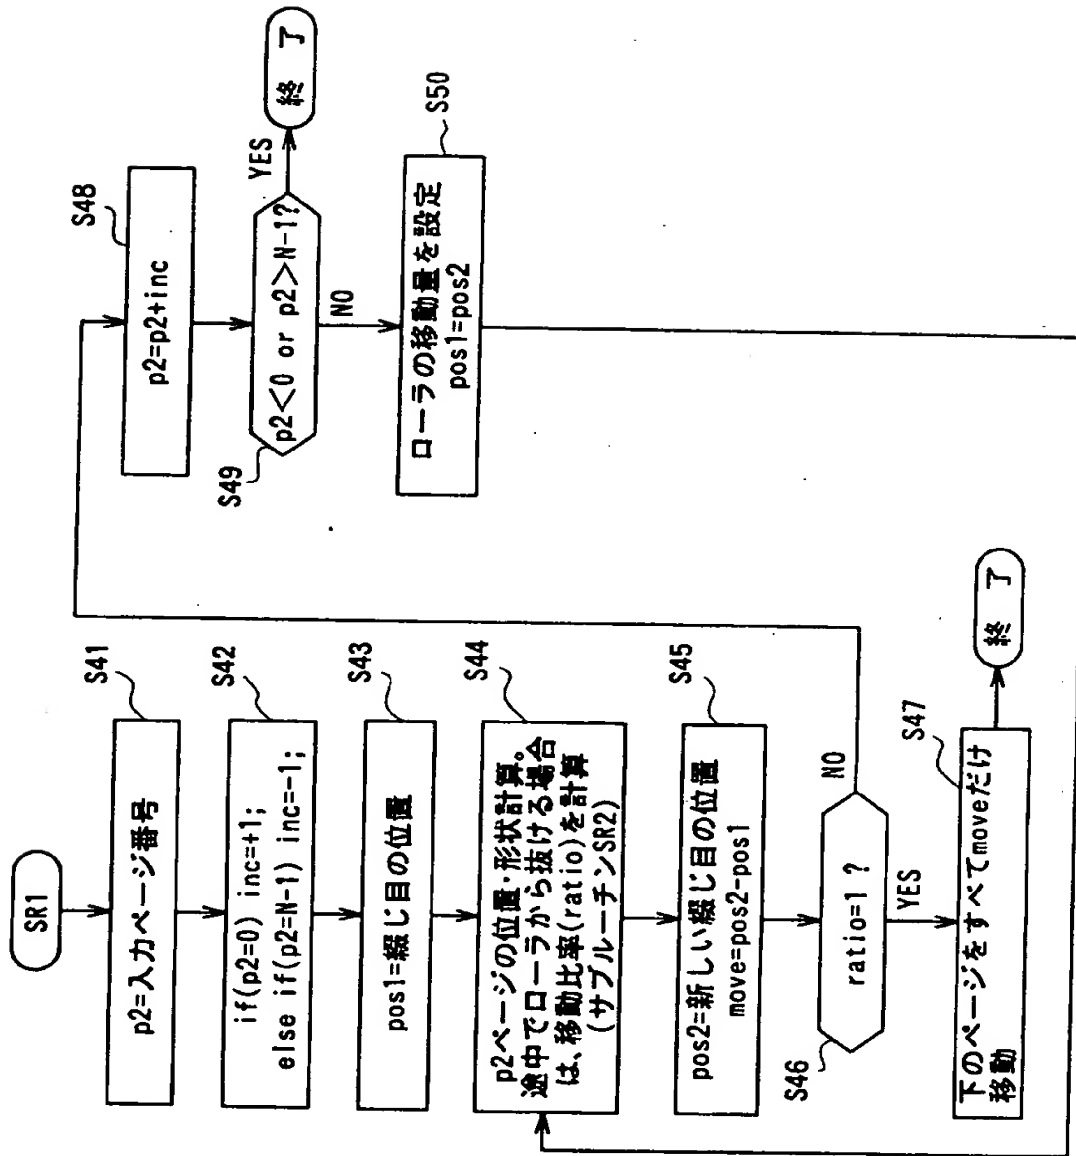 SR1
p2=入力ページ番号
S41
if(p2=0) inc=+1;
else if(p2=N-1) inc=-1;
S42
pos1=綴じ目の位置
S43
p2ページの位置・形状計算。
途中でローラから抜ける場合
は、移動比率(ratio)を計算
(サブルーチンSR2)
S44
pos2=新しい綴じ目の位置
move=pos2-pos1
S45
ratio=1 ?
S46
NO
YES
下のページをすべてmoveだけ
移動
S47
終 了
p2=p2+inc
S48
p2<0 or p2>N-1?
S49
YES
終 了
NO
ローラの移動量を設定
pos1=pos2
S50